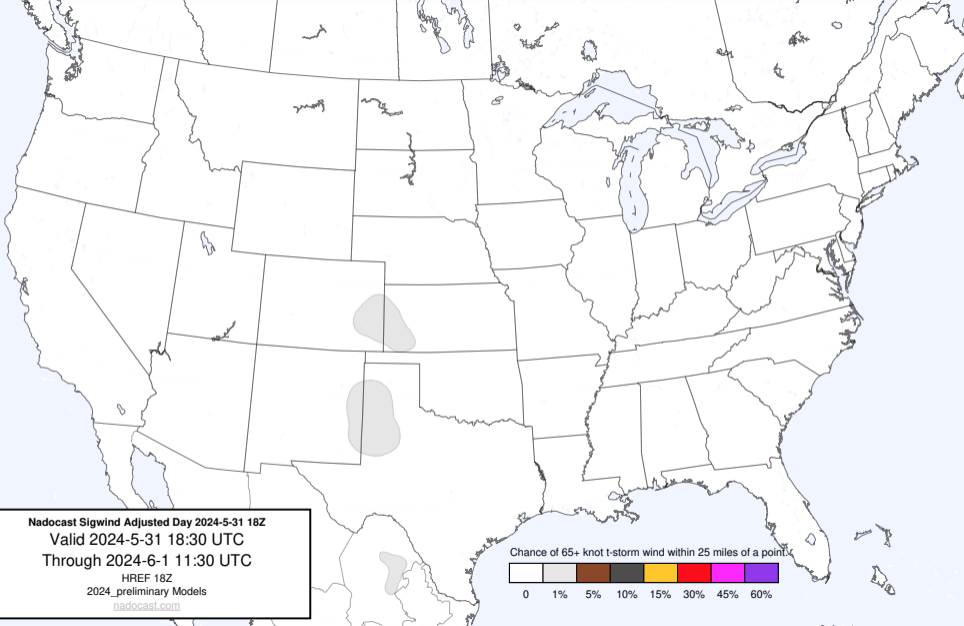 Nadocast Sigwind Adjusted Day 2024-5-31 18Z
Valid 2024-5-31 18:30 UTC
Through 2024-6-1 11:30 UTC
HREF 18Z
2024_preliminary Models
nadocast.com
Chance of 65+ knot t-storm wind within 25 miles of a point.
0 1% 5% 10% 15% 30% 45% 60%